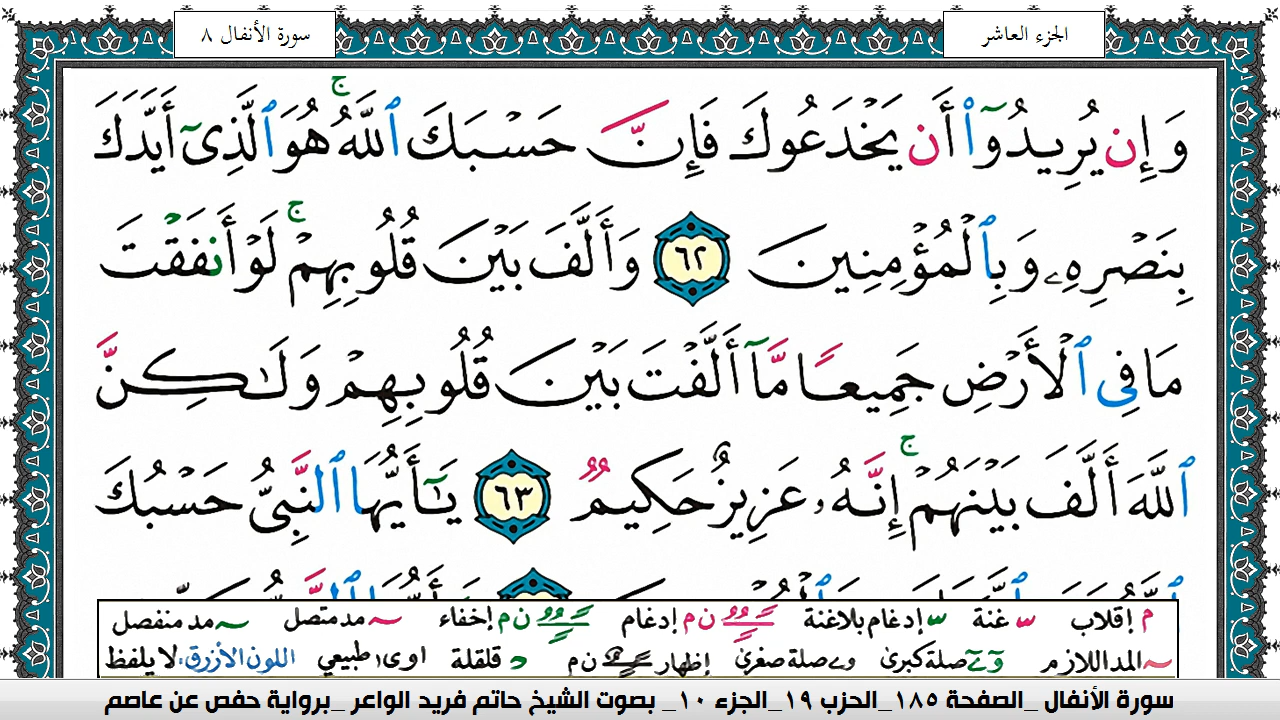 الجزء العاشر
سورة الأنفال ٨
وَإِن يُرِيدُوٓا۟ أَن يَخْدَعُوكَ فَإِنَّ حَسْبَكَ ٱللَّهُ ۚ هُوَ ٱلَّذِىٓ أَيَّدَكَ
بِنَصْرِهِۦ وَبِٱلْمُؤْمِنِينَ ٦٢ وَأَلَّفَ بَيْنَ قُلُوبِهِمْ ۚ لَوْ أَنفَقْتَ
مَا فِى ٱلْأَرْضِ جَمِيعًا مَّآ أَلَّفْتَ بَيْنَ قُلُوبِهِمْ وَلَـٰكِنَّ
ٱللَّهَ أَلَّفَ بَيْنَهُمْ ۚ إِنَّهُۥ عَزِيزٌ حَكِيمٌ ٦٣ يَـٰٓأَيُّهَا ٱلنَّبِىُّ حَسْبُكَ
م إقلاب غنة إدغام بلاغنة ن م إدغام ن م إخفاء مد متصل مد منفصل
المد اللازم صلة كبرى و ے صلة صغرى إظهار ن م قلقلة اوى طبيعي اللون الأزرق: لا يلفظ
سورة الأنفال _الصفحة ١٨٥_الحزب ١٩_الجزء ١٠_ بصوت الشيخ حاتم فريد الواعر _برواية حفص عن عاصم